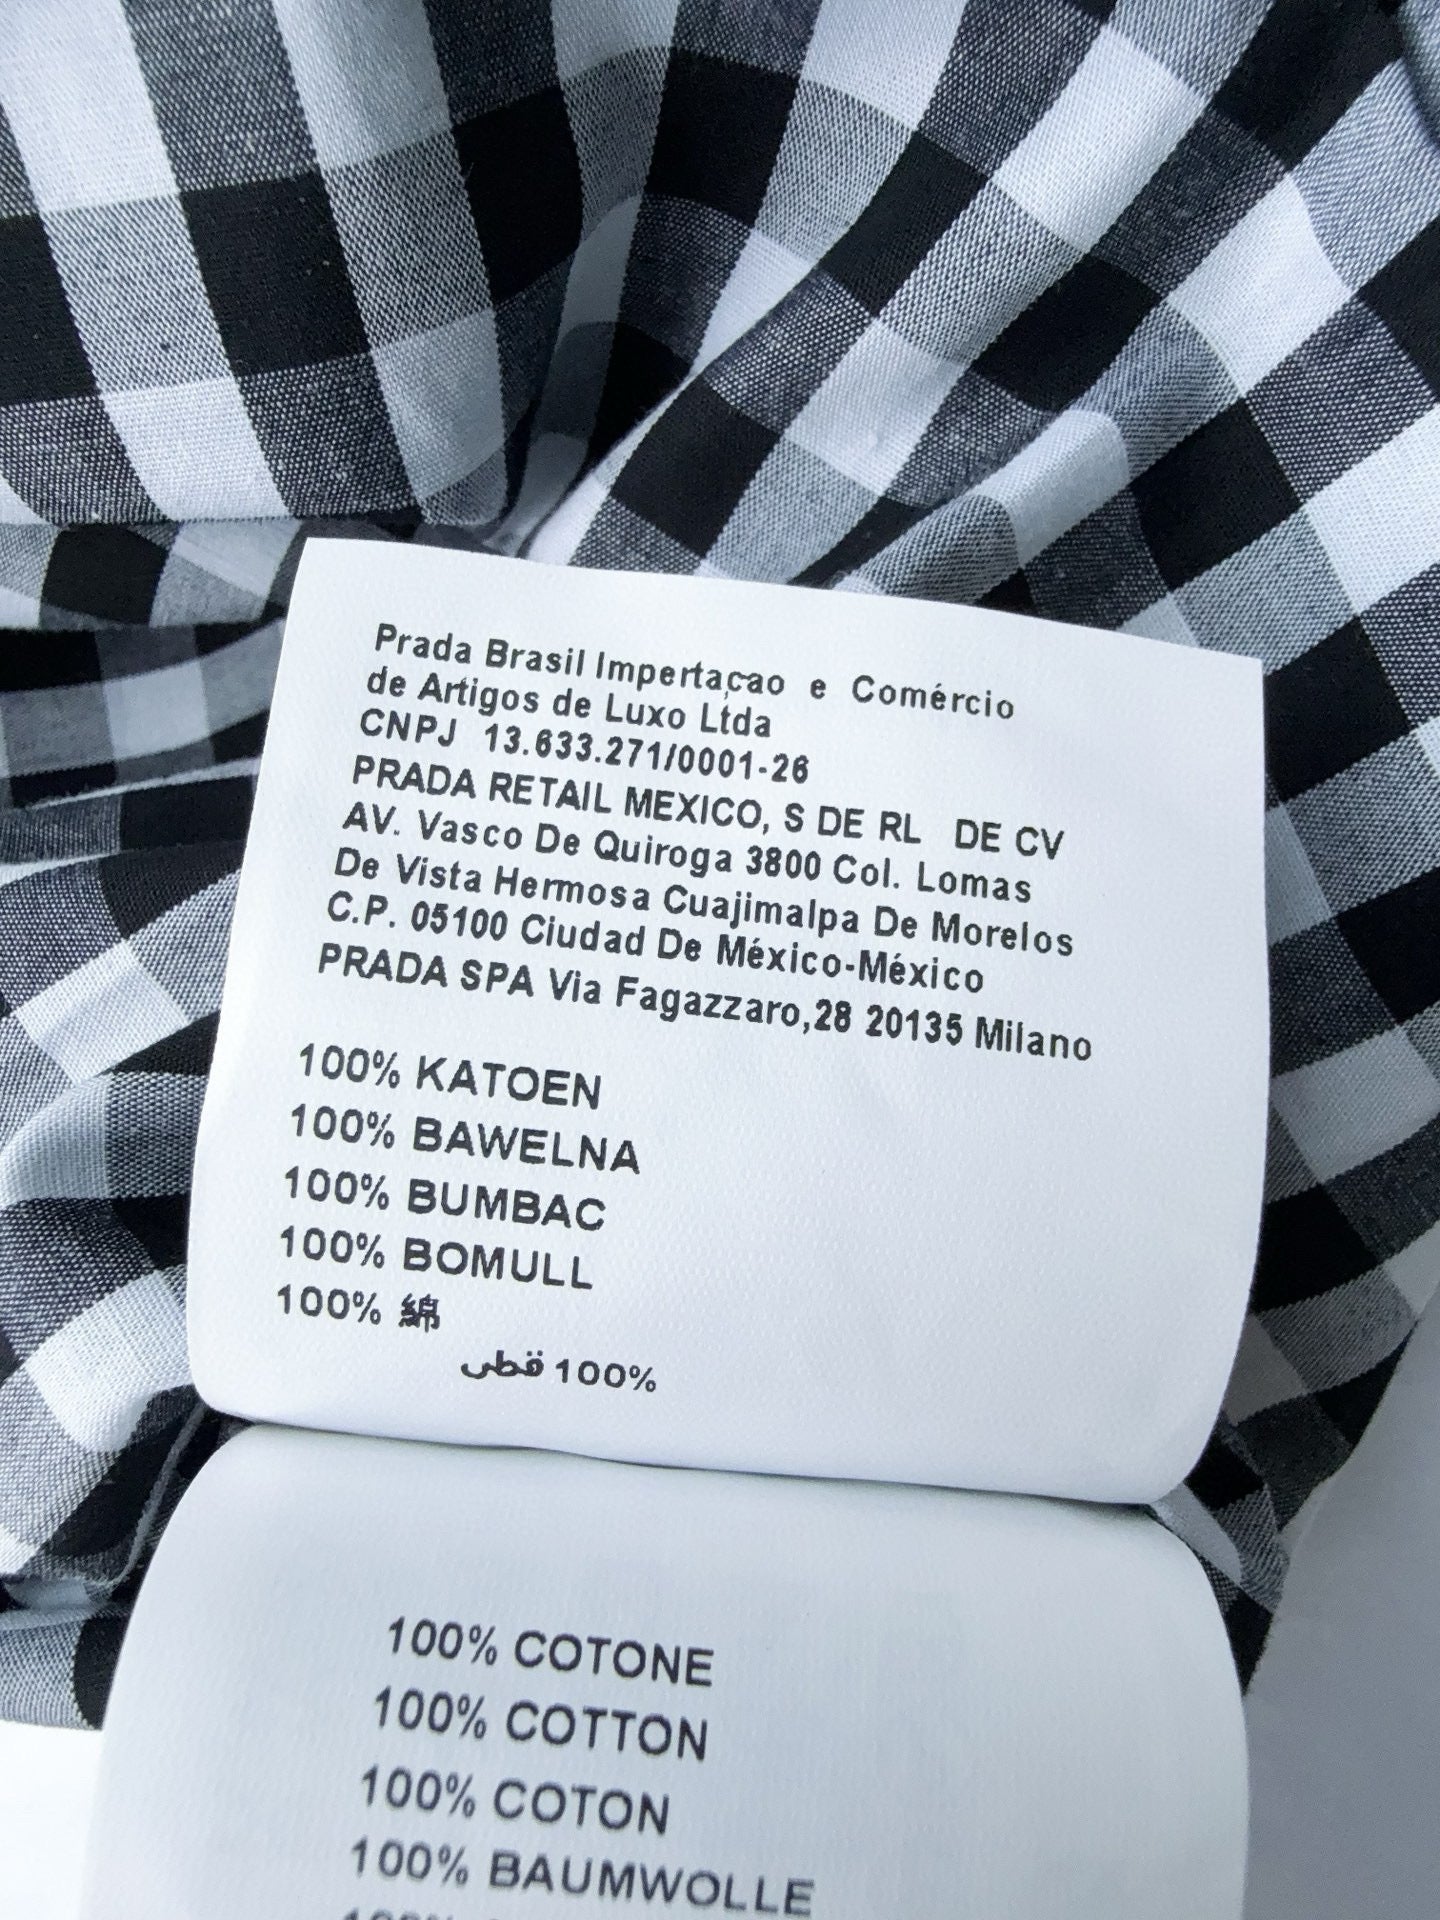 Prada Brasil Impertaçao e Comércio
de Artigos de Luxo Ltda
CNPJ 13.633.271/0001-26
PRADA RETAIL MEXICO, S DE RL DE CV
AV. Vasco De Quiroga 3800 Col. Lomas
De Vista Hermosa Cuajimalpa De Morelos
C.P. 05100 Ciudad De México-México
PRADA SPA Via Fagazzaro,28 20135 Milano
100% KATOEN
100% BAWELNA
100% BUMBAC
100% BOMULL
100% 綿
100% قطى
100% COTONE
100% COTTON
100% COTON
100% BAUMWOLLE